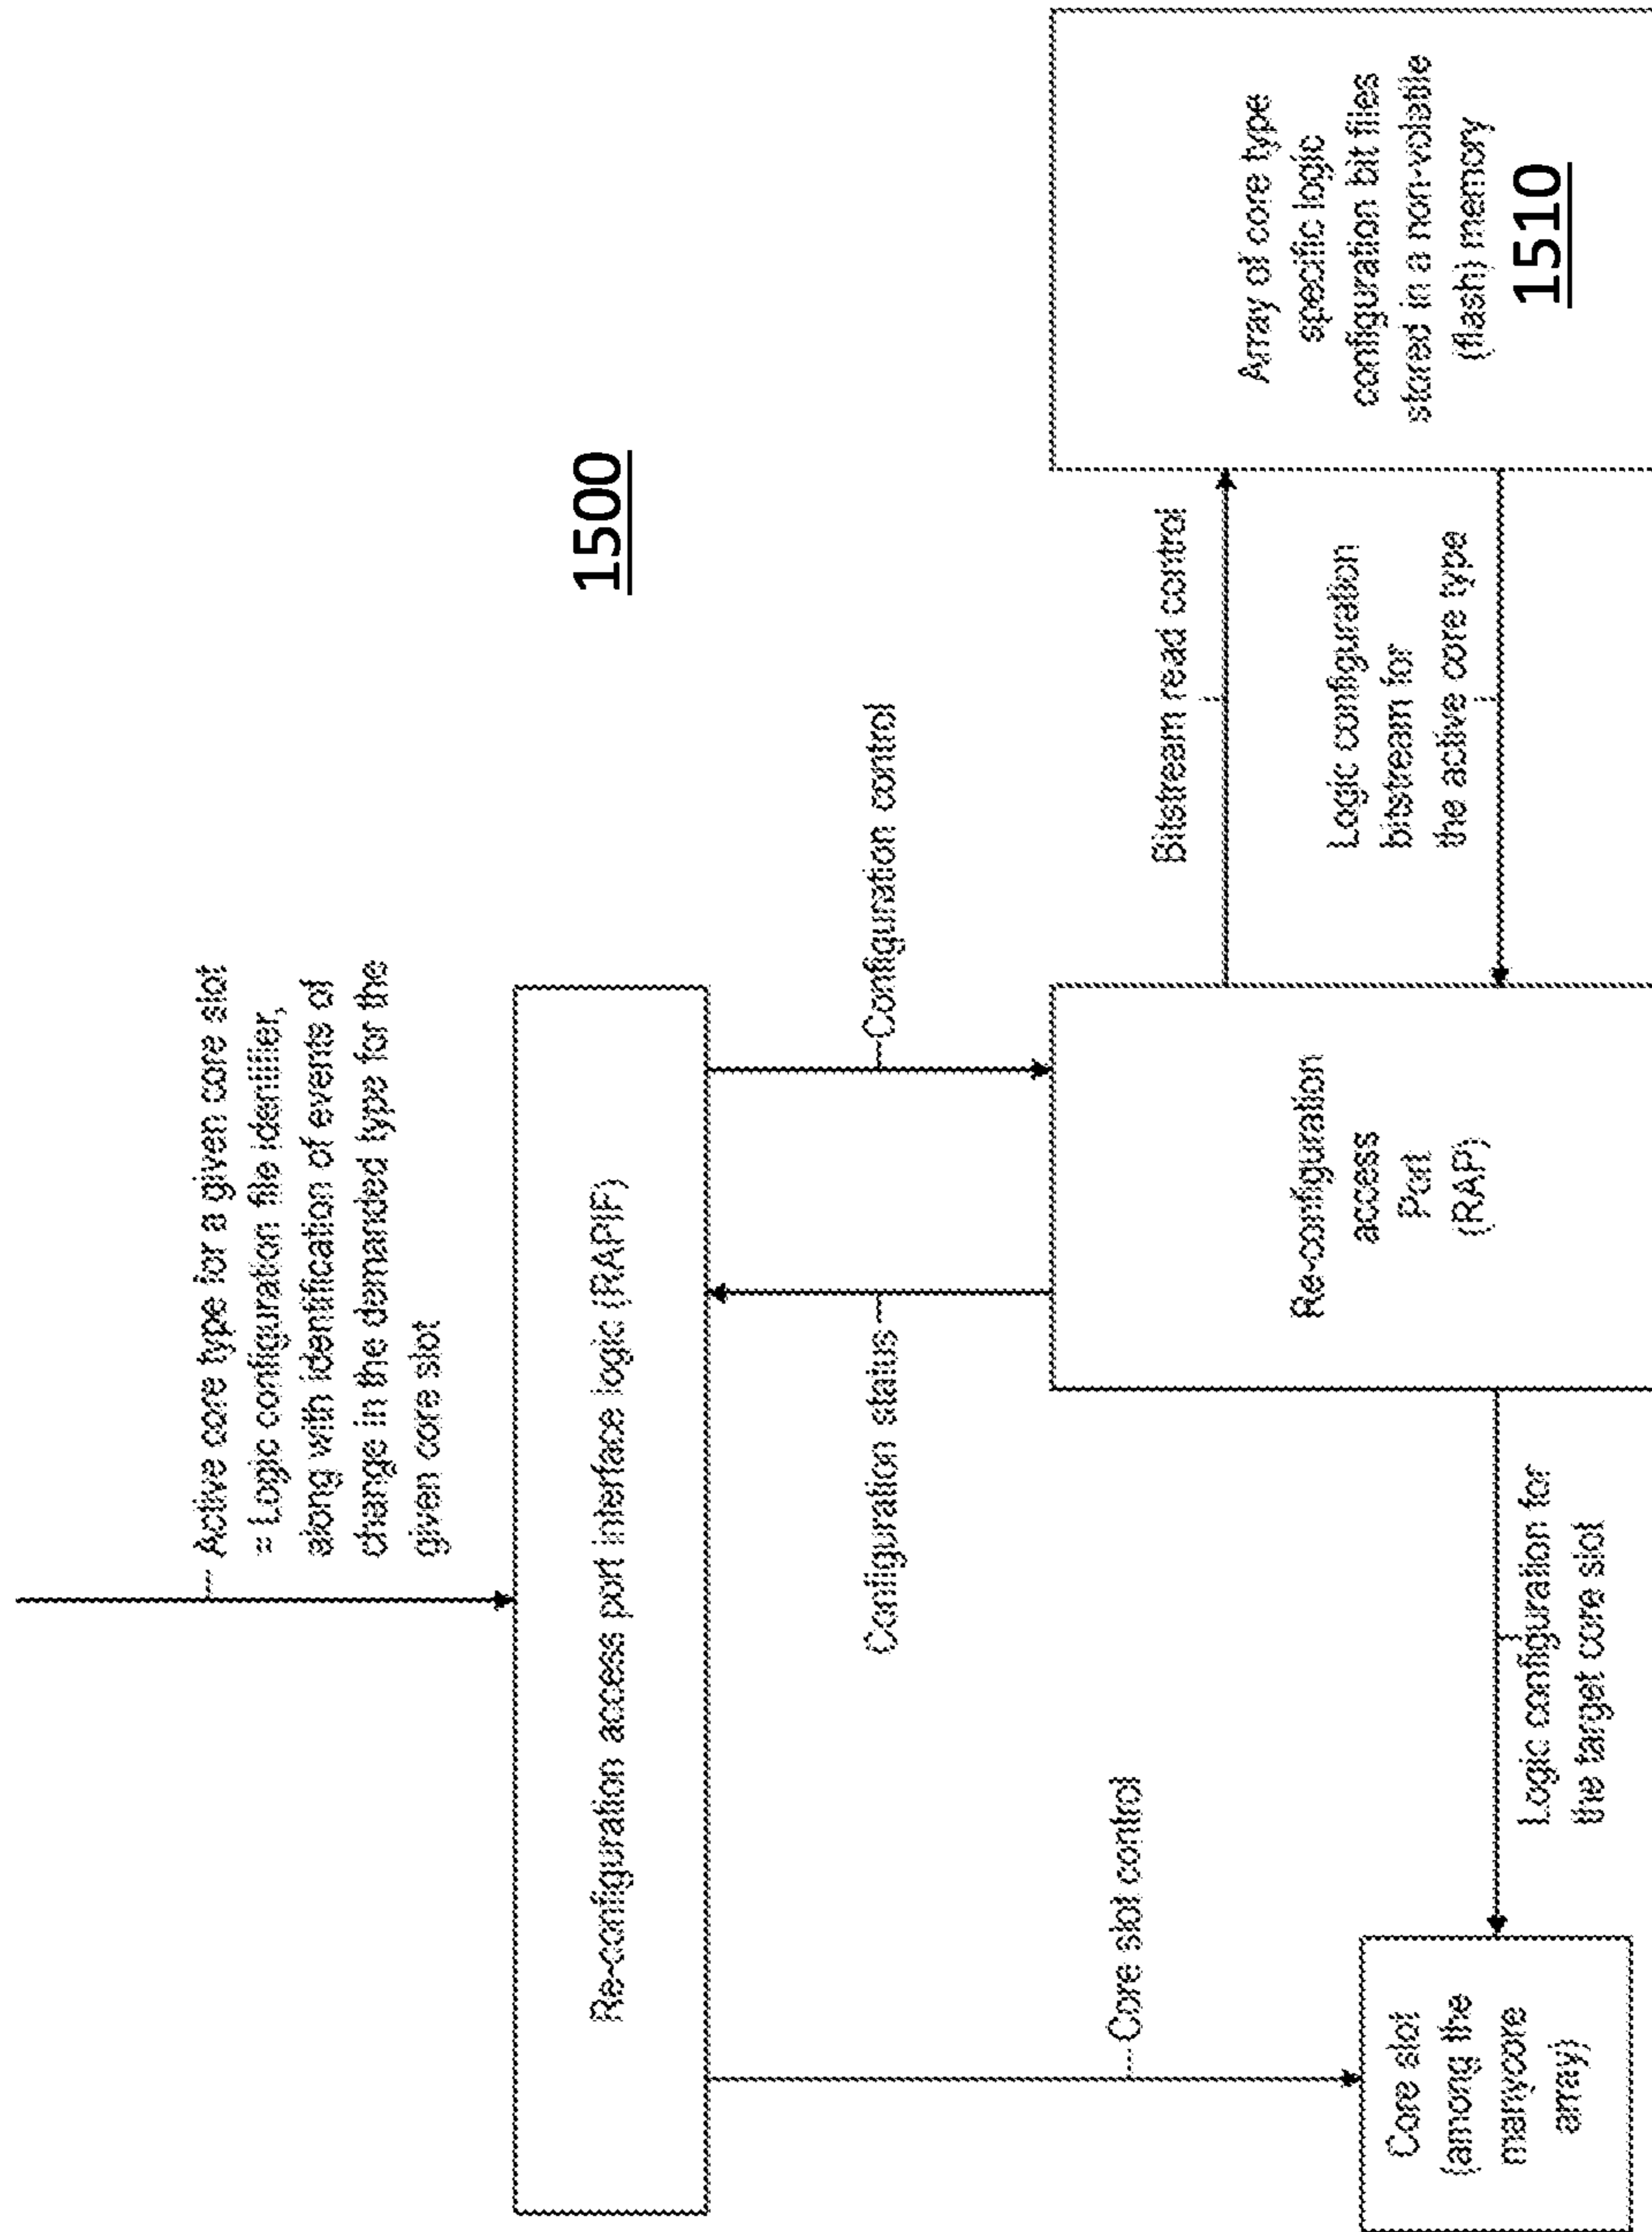 Active core type for a given core slot
= Logic configuration file identifier,
along with identification of events of
change in the demanded type for the
given core slot
Re-configuration access port interface logic (RAPIF)
1500
Core slot control
Configuration status
Configuration control
Core slot
(among the
manycore
array)
Logic configuration for
the target core slot
Re-configuration
access
Port
(RAP)
Bitstream read control
Logic configuration
bitstream for
the active core type
Array of core type
specific logic
configuration bit files
stored in a non-volatile
(flash) memory
1510